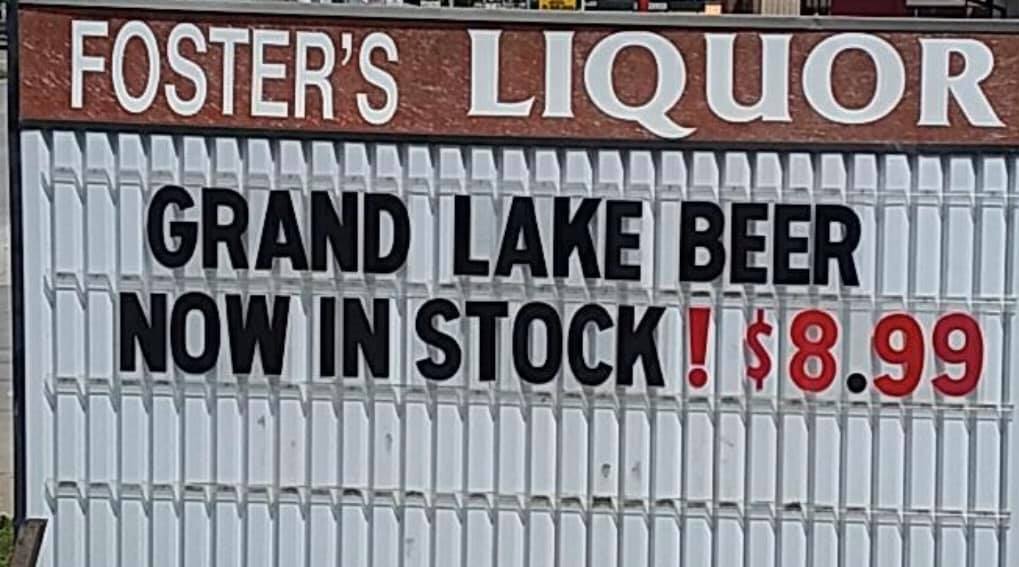 FOSTER'S LIQUOR
GRAND LAKE BEER
NOW IN STOCK! $8.99